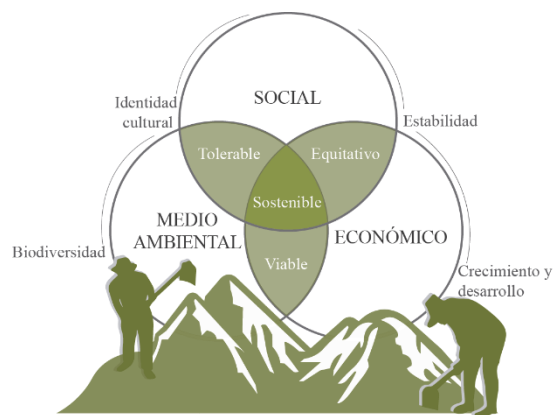 SOCIAL
Identidad
cultural
Estabilidad
Tolerable
Equitativo
Sostenible
MEDIO
AMBIENTAL
ECONÓMICO
Biodiversidad
Viable
Crecimiento y
desarrollo